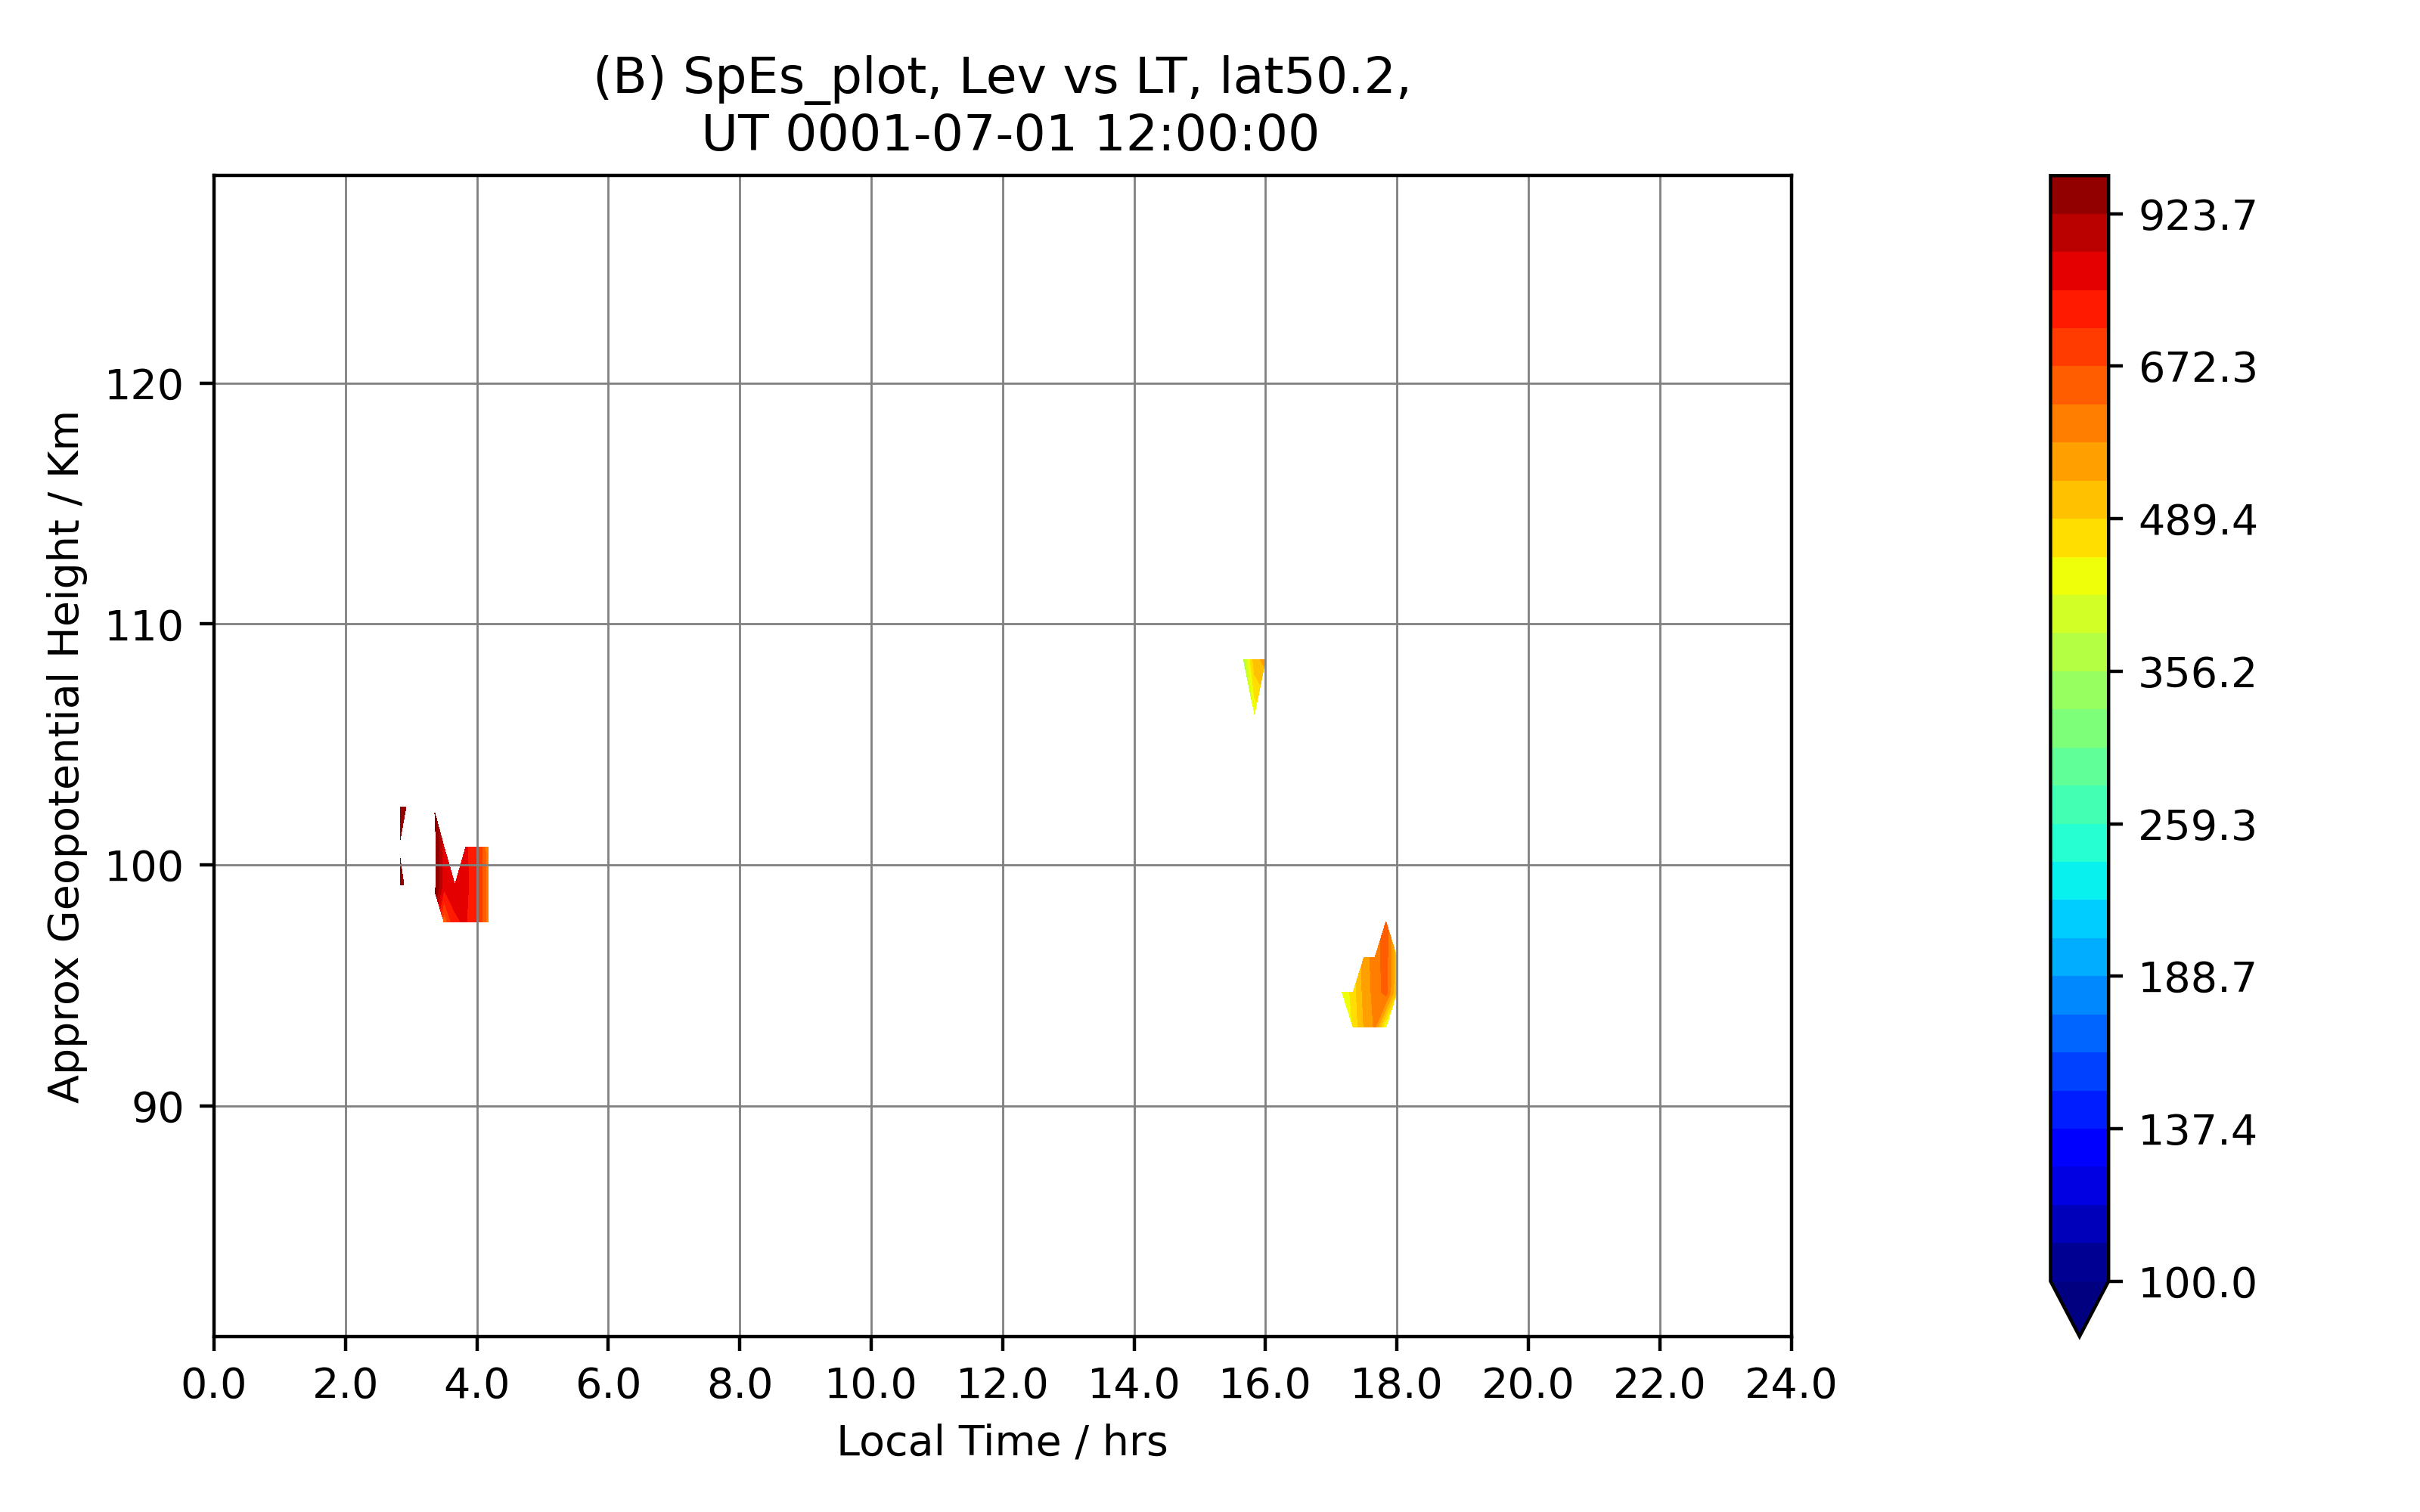 (B) SpEs_plot, Lev vs LT, lat50.2,
UT 0001-07-01 12:00:00
Approx Geopotential Height / Km
120
110
100
90
0.0 2.0 4.0 6.0 8.0 10.0 12.0 14.0 16.0 18.0 20.0 22.0 24.0
Local Time / hrs
923.7
672.3
489.4
356.2
259.3
188.7
137.4
100.0